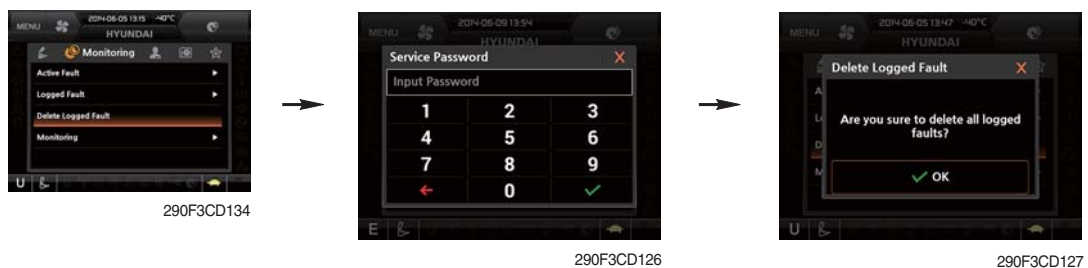 MENU
2014-06-05 13:15 -40°C
HYUNDAI
Monitoring
Active Fault
Logged Fault
Delete Logged Fault
Monitoring
U
290F3CD134
MENU
2014-06-09 13:54
HYUNDAI
Service Password X
Input Password
1 2 3
4 5 6
7 8 9
0
E
290F3CD126
MENU
2014-06-05 13:47 -40°C
HYUNDAI
Delete Logged Fault X
A
L
D
M
Are you sure to delete all logged
faults?
OK
U
290F3CD127